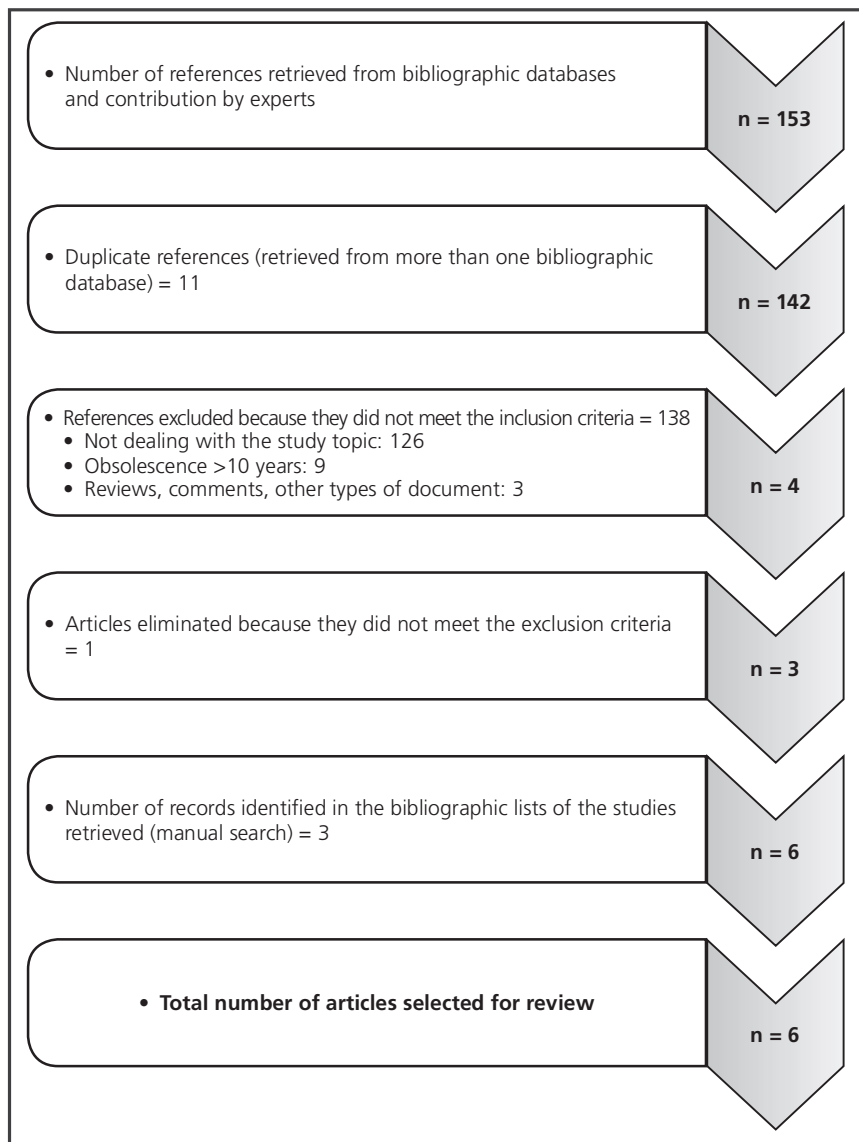 • Number of references retrieved from bibliographic databases
and contribution by experts
n = 153
• Duplicate references (retrieved from more than one bibliographic
database) = 11
n = 142
• References excluded because they did not meet the inclusion criteria = 138
• Not dealing with the study topic: 126
• Obsolescence >10 years: 9
• Reviews, comments, other types of document: 3
n = 4
• Articles eliminated because they did not meet the exclusion criteria
= 1
n = 3
• Number of records identified in the bibliographic lists of the studies
retrieved (manual search) = 3
n = 6
• Total number of articles selected for review
n = 6